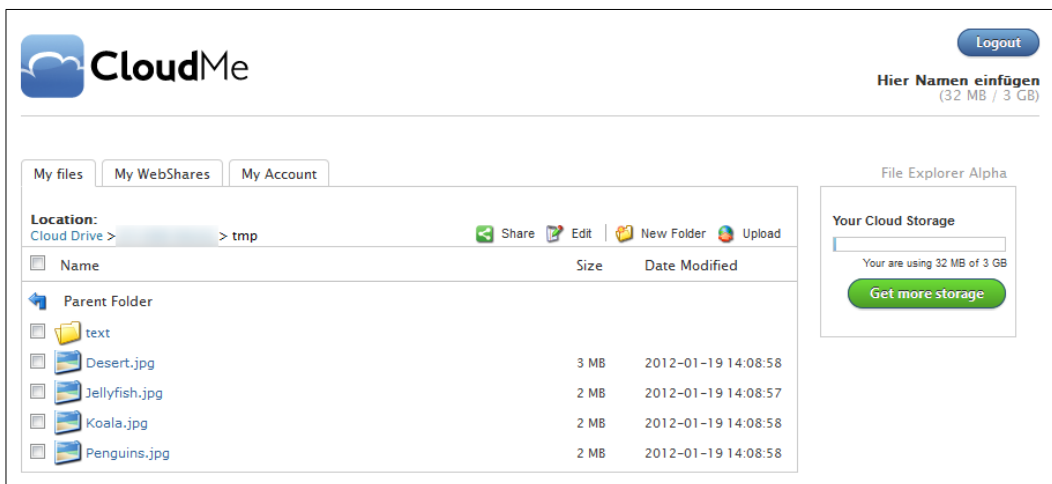 CloudMe
Logout
Hier Namen einfügen
(32 MB / 3 GB)
My files
My WebShares
My Account
File Explorer Alpha
Location:
Cloud Drive > > tmp
Share
Edit
New Folder
Upload
Name Size Date Modified
Parent Folder
text
Desert.jpg 3 MB 2012-01-19 14:08:58
Jellyfish.jpg 2 MB 2012-01-19 14:08:57
Koala.jpg 2 MB 2012-01-19 14:08:58
Penguins.jpg 2 MB 2012-01-19 14:08:58
Your Cloud Storage
Your are using 32 MB of 3 GB
Get more storage